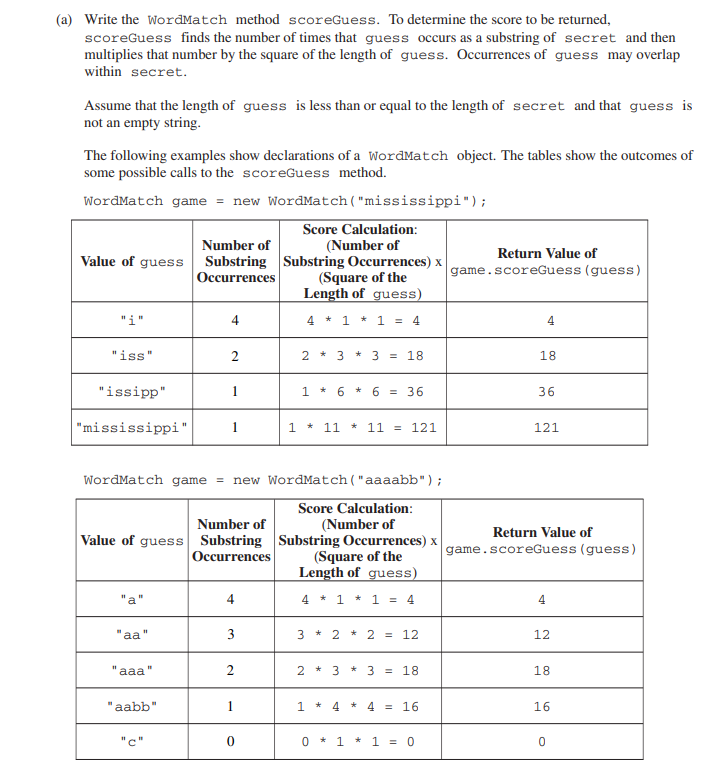 (a) Write the WordMatch method scoreGuess. To determine the score to be returned,
scoreGuess finds the number of times that guess occurs as a substring of secret and then
multiplies that number by the square of the length of guess. Occurrences of guess may overlap
within secret.
Assume that the length of guess is less than or equal to the length of secret and that guess is
not an empty string.
The following examples show declarations of a WordMatch object. The tables show the outcomes of
some possible calls to the scoreGuess method.
WordMatch game = new WordMatch("mississippi");
Value of guess
Number of
Substring
Occurrences
Score Calculation:
(Number of
Substring Occurrences) x
(Square of the
Length of guess)
Return Value of
game.scoreGuess(guess)
"i" 4 4 * 1 * 1 = 4 4
"iss" 2 2 * 3 * 3 = 18 18
"issipp" 1 1 * 6 * 6 = 36 36
"mississippi" 1 1 * 11 * 11 = 121 121
WordMatch game = new WordMatch("aaaabb");
Value of guess
Number of
Substring
Occurrences
Score Calculation:
(Number of
Substring Occurrences) x
(Square of the
Length of guess)
Return Value of
game.scoreGuess(guess)
"a" 4 4 * 1 * 1 = 4 4
"aa" 3 3 * 2 * 2 = 12 12
"aaa" 2 2 * 3 * 3 = 18 18
"aabb" 1 1 * 4 * 4 = 16 16
"c" 0 0 * 1 * 1 = 0 0